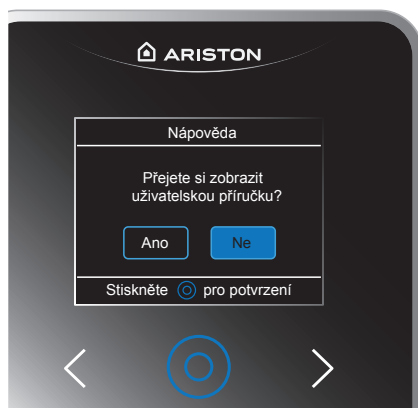 ARISTON
Nápověda
Přejete si zobrazit
uživatelskou příručku?
Ano Ne
Stiskněte pro potvrzení